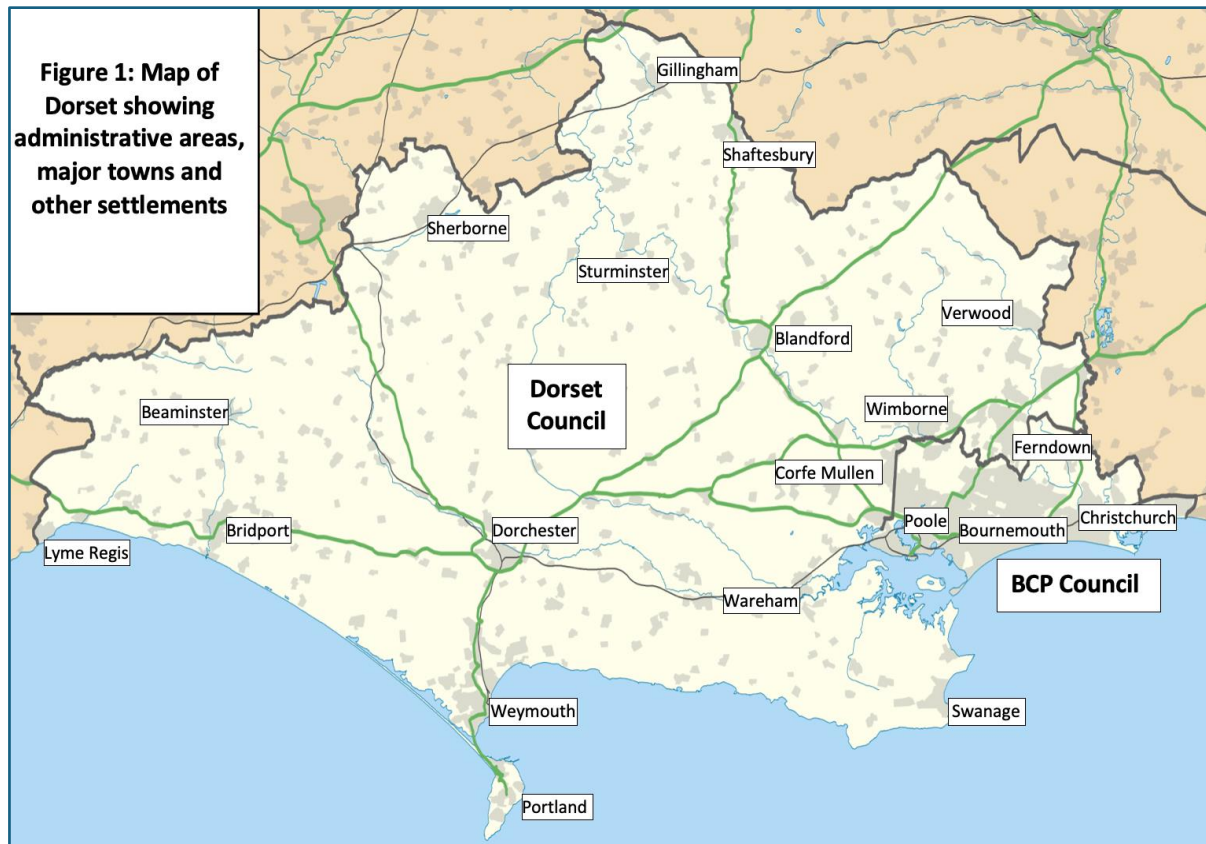 Figure 1: Map of
Dorset showing
administrative areas,
major towns and
other settlements
Gillingham
Shaftesbury
Sherborne
Sturminster
Verwood
Blandford
Dorset
Council
Beaminster
Wimborne
Ferndown
Corfe Mullen
Lyme Regis
Bridport
Dorchester
Poole
Bournemouth
Christchurch
BCP Council
Wareham
Weymouth
Swanage
Portland